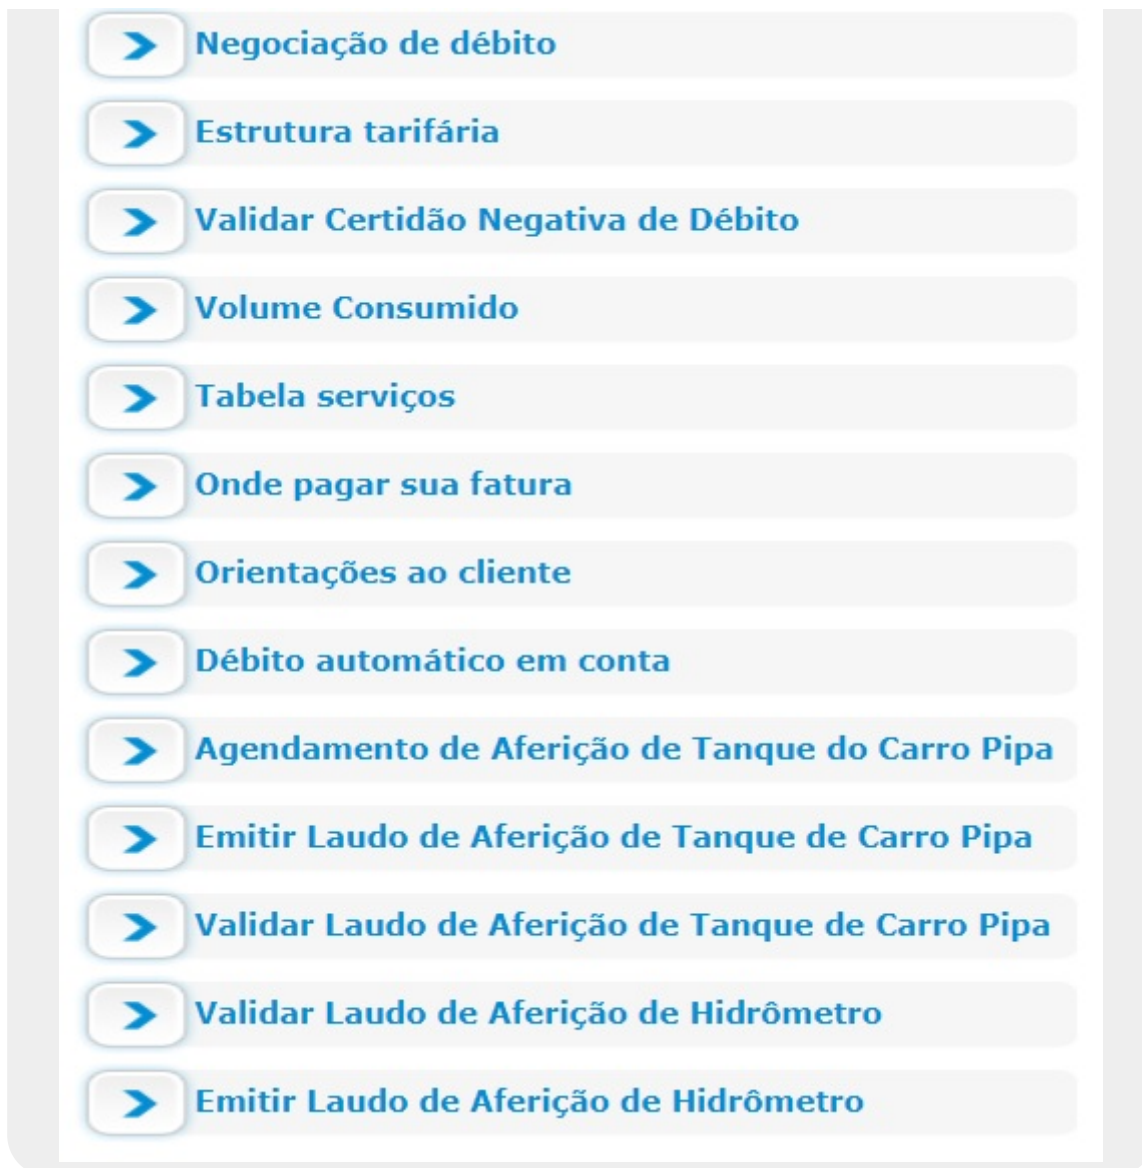 Negociação de débito
Estrutura tarifária
Validar Certidão Negativa de Débito
Volume Consumido
Tabela serviços
Onde pagar sua fatura
Orientações ao cliente
Débito automático em conta
Agendamento de Aferição de Tanque do Carro Pipa
Emitir Laudo de Aferição de Tanque de Carro Pipa
Validar Laudo de Aferição de Tanque de Carro Pipa
Validar Laudo de Aferição de Hidrômetro
Emitir Laudo de Aferição de Hidrômetro